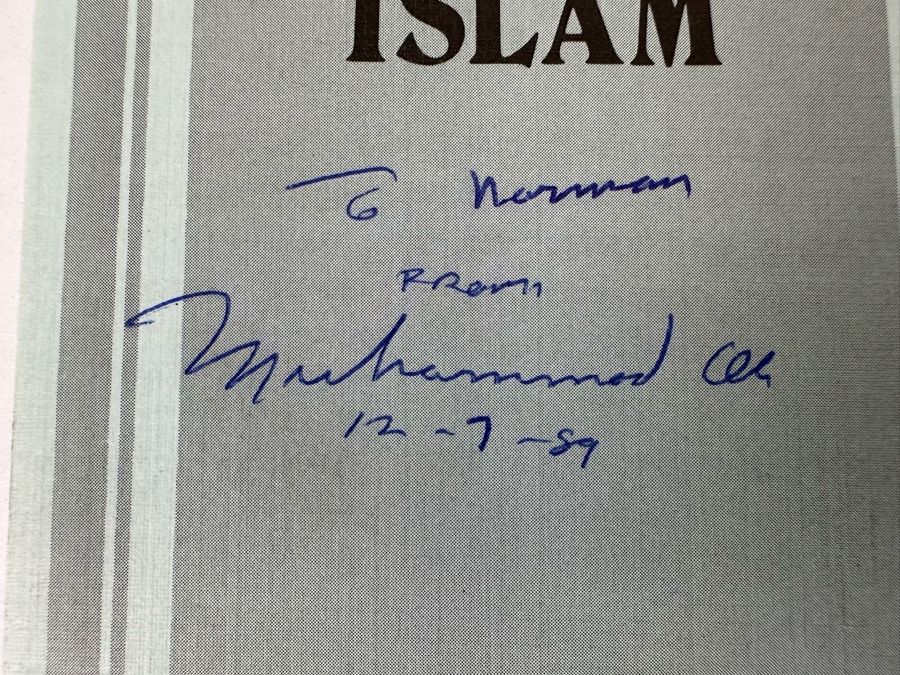 ISLAM
To Norman
From
Muhammad Ali
12-7-89